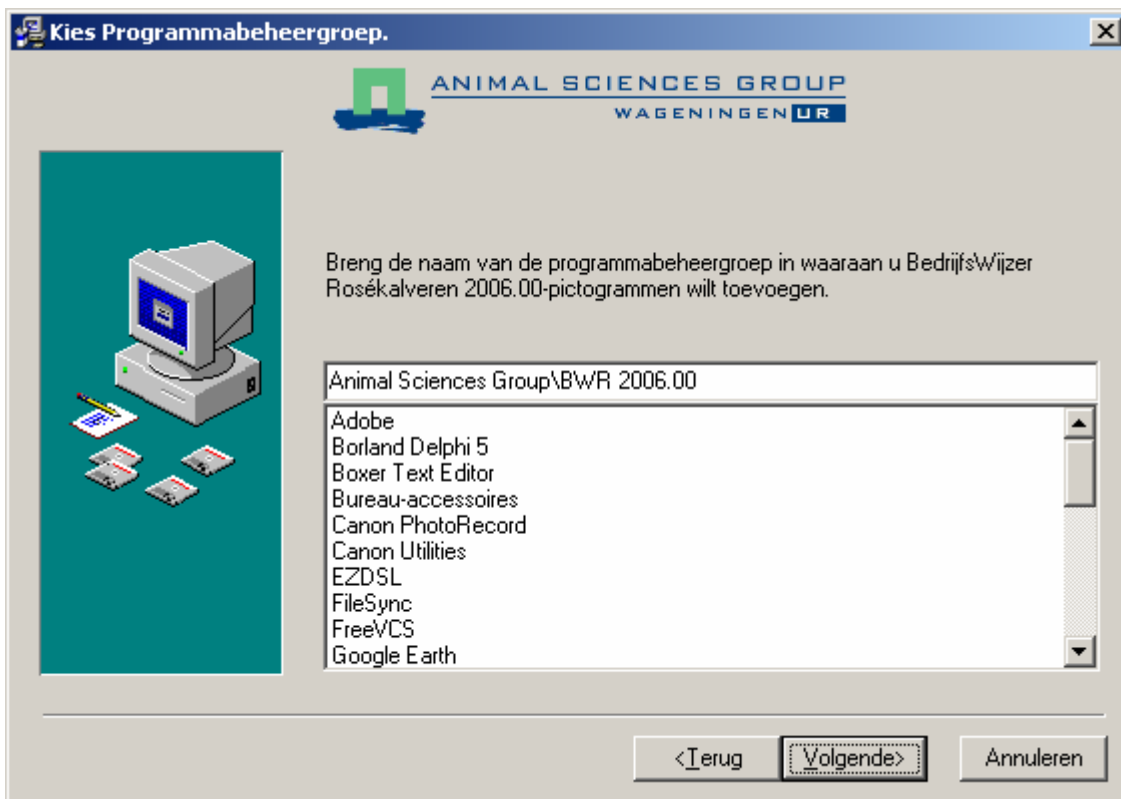 Kies Programmabeheergroep.
ANIMAL SCIENCES GROUP
WAGENINGEN UR
Breng de naam van de programmabeheergroep in waaraan u BedrijfsWijzer
Rosékalveren 2006.00-pictogrammen wilt toevoegen.
Animal Sciences Group\BWR 2006.00
Adobe
Borland Delphi 5
Boxer Text Editor
Bureau-accessoires
Canon PhotoRecord
Canon Utilities
EZDSL
FileSync
FreeVCS
Google Earth
<Terug
Volgende>
Annuleren